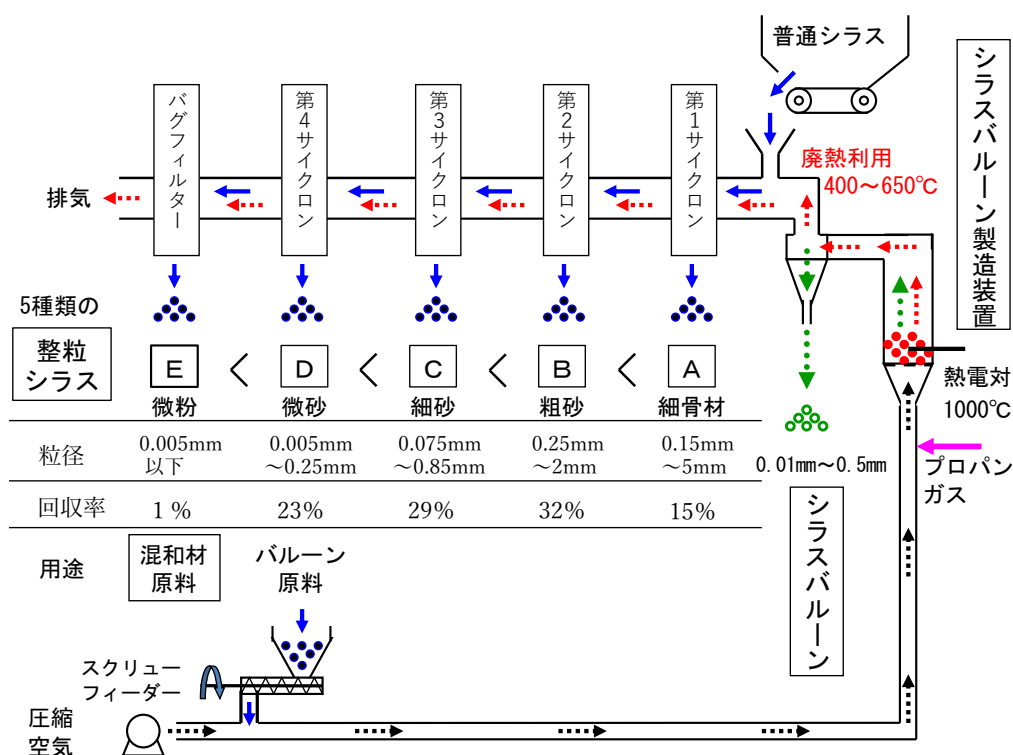 普通シラス
シラスバルーン製造装置
バグフィルター
第4サイクロン
第3サイクロン
第2サイクロン
第1サイクロン
廃熱利用
400～650℃
排気
5種類の
整粒
シラス
E
<
D
<
C
<
B
<
A
微粉
微砂
細砂
粗砂
細骨材
熱電対
1000℃
粒径
0.005mm
以下
0.005mm
～0.25mm
0.075mm
～0.85mm
0.25mm
～2mm
0.15mm
～5mm
0.01mm～0.5mm
プロパン
ガス
回収率
1 %
23%
29%
32%
15%
シラスバルーン
用途
混和材
原料
バルーン
原料
スクリュー
フィーダー
圧縮
空気